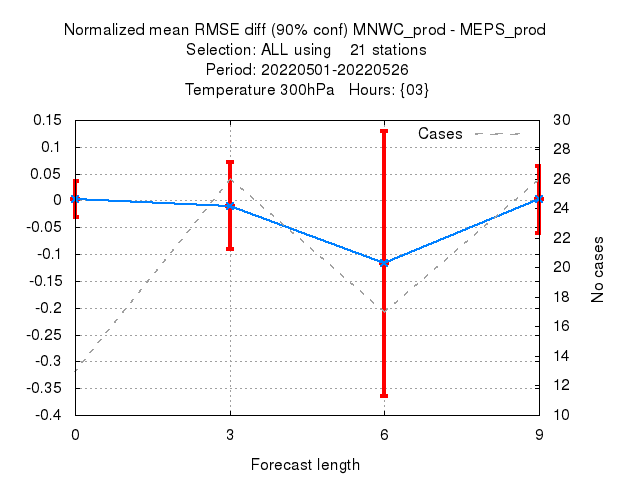 Normalized mean RMSE diff (90% conf) MNWC_prod - MEPS_prod
Selection: ALL using 21 stations
Period: 20220501-20220526
Temperature 300hPa Hours: {03}
Cases
0.15
0.1
0.05
0
-0.05
-0.1
-0.15
-0.2
-0.25
-0.3
-0.35
-0.4
30
28
26
24
22
20
18
16
14
12
10
No cases
0 3 6 9
Forecast length